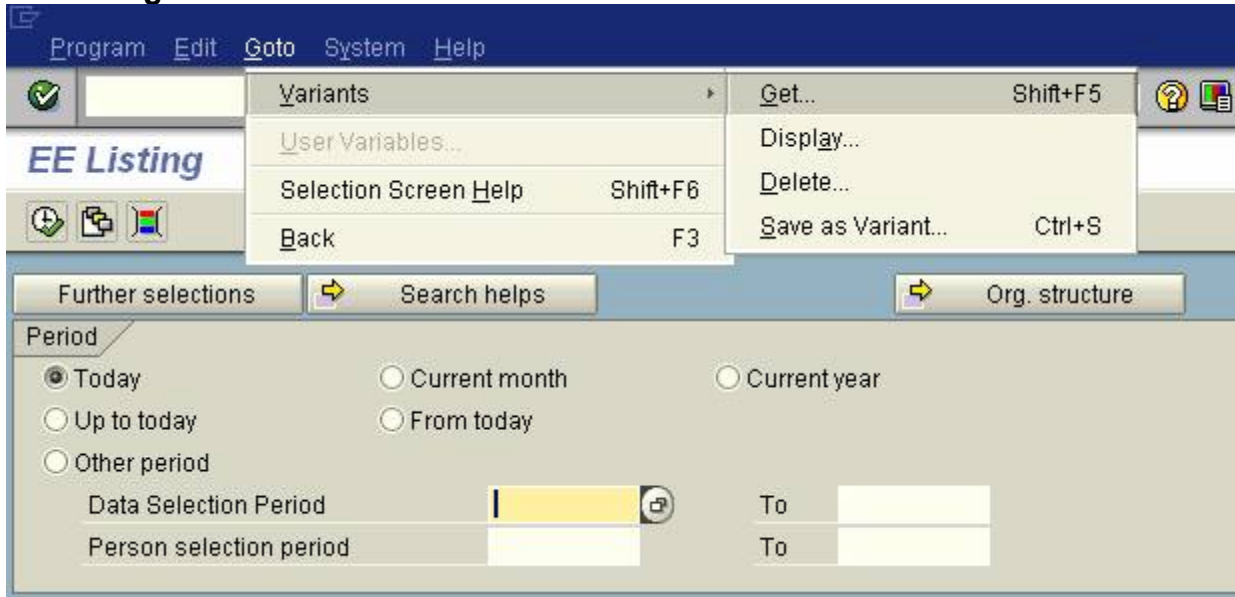 Program Edit Goto System Help
Variants Get... Shift+F5
User Variables... Display...
EE Listing
Selection Screen Help Shift+F6 Delete...
Back F3 Save as Variant... Ctrl+S
Further selections Search helps Org. structure
Period
Today Current month Current year
Up to today From today
Other period
Data Selection Period To
Person selection period To